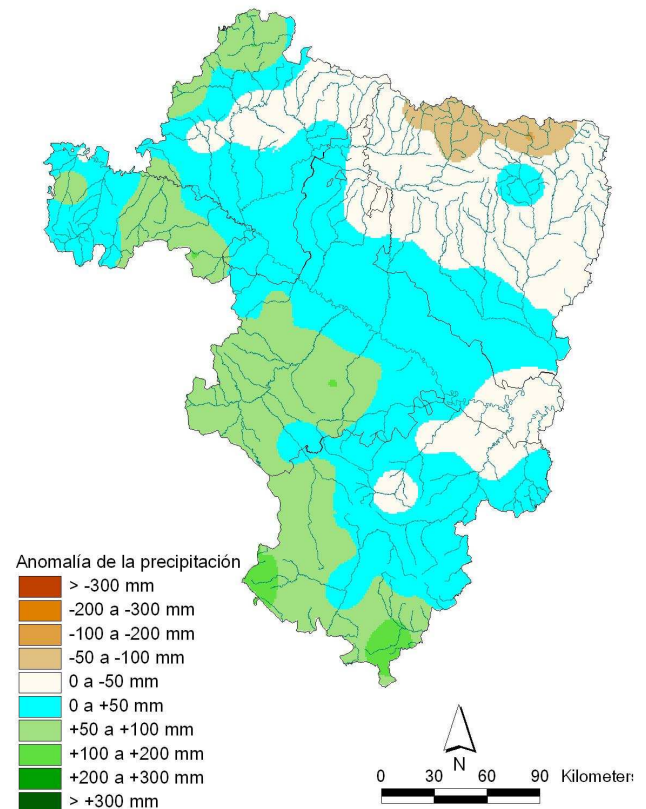 Anomalía de la precipitación
> -300 mm
-200 a -300 mm
-100 a -200 mm
-50 a -100 mm
0 a -50 mm
0 a +50 mm
+50 a +100 mm
+100 a +200 mm
+200 a +300 mm
> +300 mm
N
0 30 60 90 Kilometers